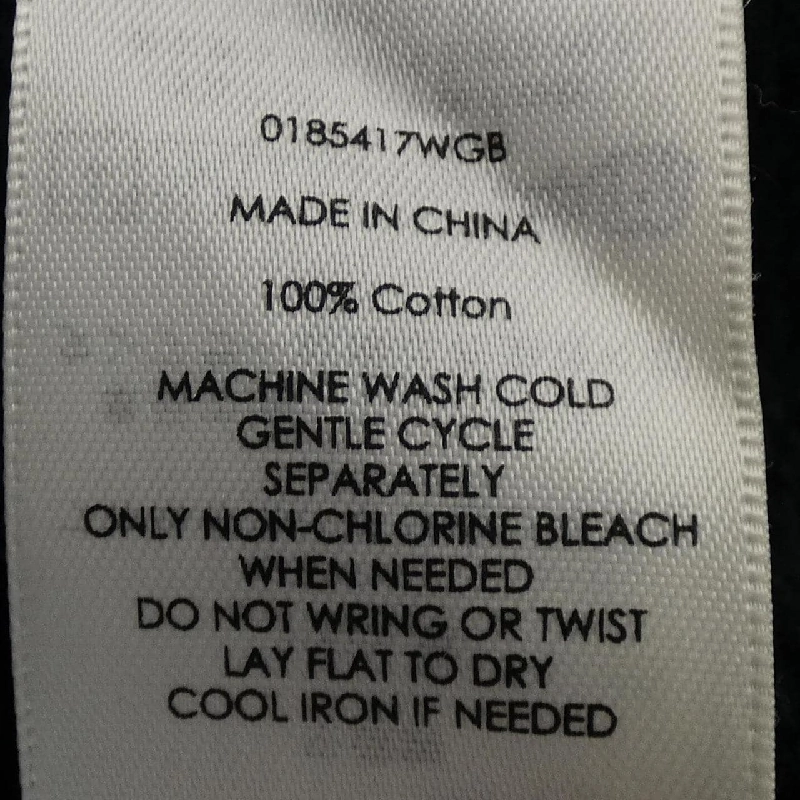 0185417WGB
MADE IN CHINA
100% Cotton
MACHINE WASH COLD
GENTLE CYCLE
SEPARATELY
ONLY NON-CHLORINE BLEACH
WHEN NEEDED
DO NOT WRING OR TWIST
LAY FLAT TO DRY
COOL IRON IF NEEDED